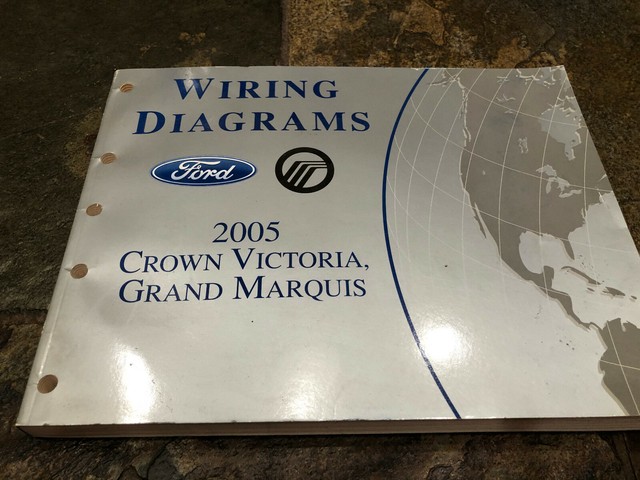 WIRING
DIAGRAMS
Ford
2005
CROWN VICTORIA,
GRAND MARQUIS